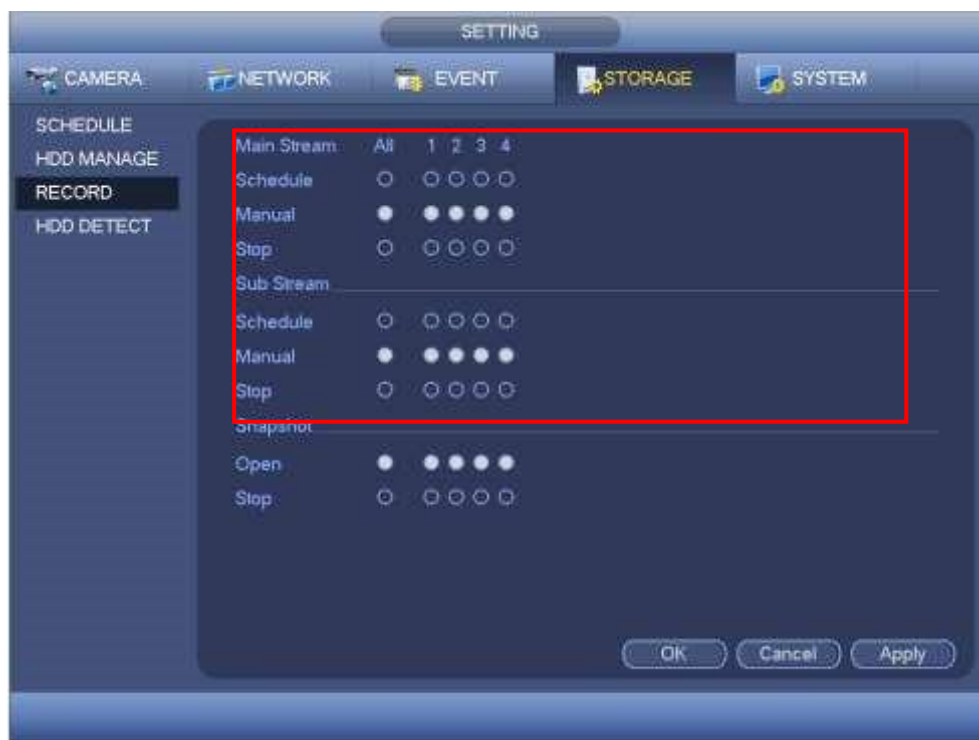 SETTING
CAMERA NETWORK EVENT STORAGE SYSTEM
SCHEDULE
HDD MANAGE
RECORD
HDD DETECT
Main Stream All 1 2 3 4
Schedule
Manual
Stop
Sub Stream
Schedule
Manual
Stop
Snapshot
Open
Stop
OK Cancel Apply